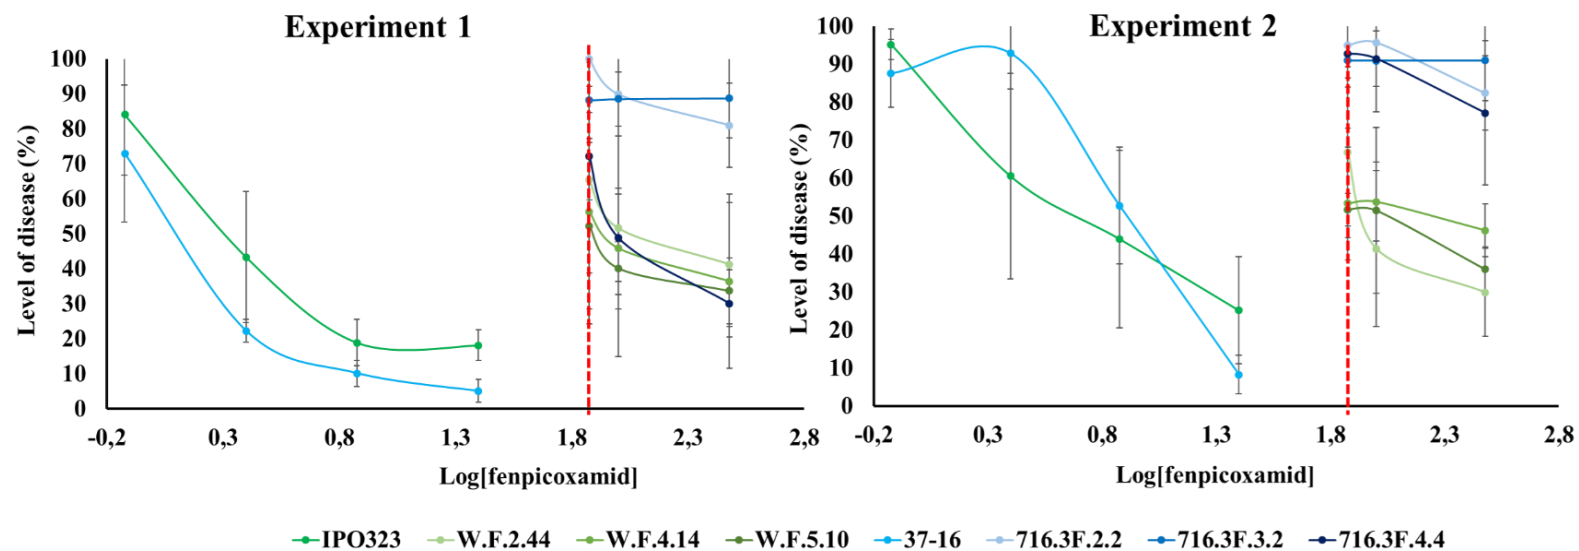 Experiment 1
100
90
80
70
60
50
40
30
20
10
0
Level of disease (%)
-0,2 0,3 0,8 1,3 1,8 2,3 2,8
Log[fenpicoxamid]
Experiment 2
100
90
80
70
60
50
40
30
20
10
0
Level of disease (%)
-0,2 0,3 0,8 1,3 1,8 2,3 2,8
Log[fenpicoxamid]
IPO323 W.F.2.44 W.F.4.14 W.F.5.10 37-16 716.3F.2.2 716.3F.3.2 716.3F.4.4